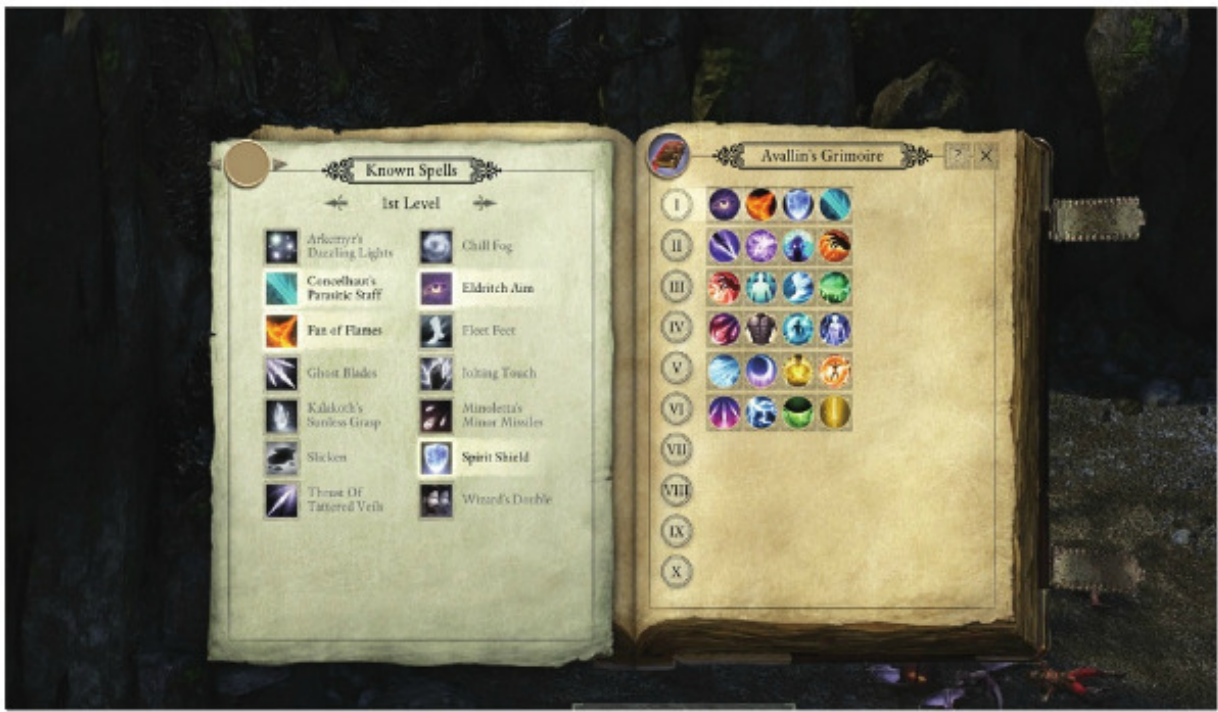 Known Spells
1st Level
Arkemyr's
Dazzling Lights
Chill Fog
Concelhaut's
Parasitic Staff
Eldritch Aim
Fan of Flames
Fleet Feet
Ghost Blades
Jolting Touch
Kalakoth's
Sunless Grasp
Minoletta's
Minor Missiles
Slicken
Spirit Shield
Thrust Of
Tattered Veils
Wizard's Double
Avallin's Grimoire
? X
I
II
III
IV
V
VI
VII
VIII
IX
X